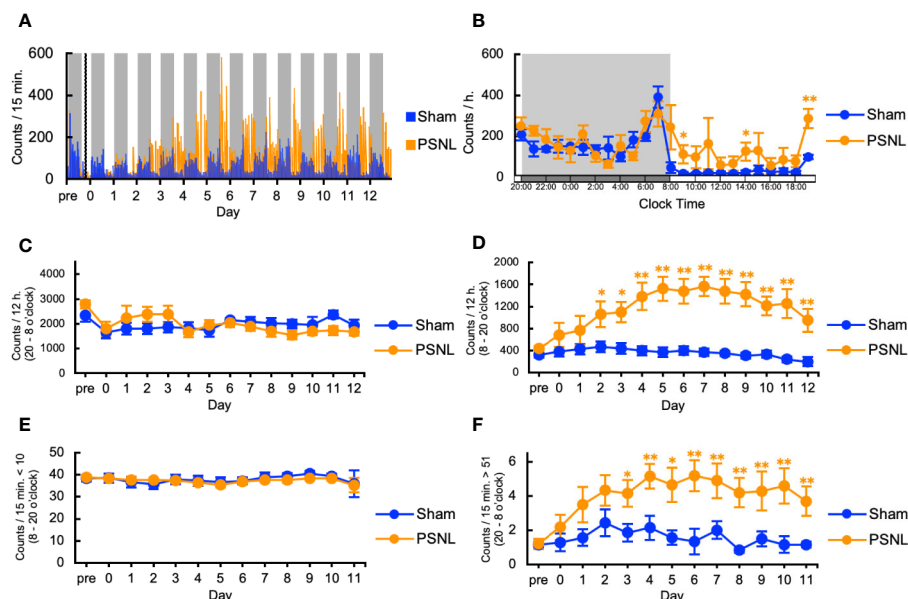 A
600
400
200
0
Counts / 15 min.
pre 0 1 2 3 4 5 6 7 8 9 10 11 12
Day
Sham
PSNL
B
600
400
200
0
Counts / h.
20:00 22:00 0:00 2:00 4:00 6:00 8:00 10:00 12:00 14:00 16:00 18:00
Clock Time
* * **
Sham
PSNL
C
4000
3000
2000
1000
0
Counts / 12 h.
(20 - 8 o'clock)
pre 0 1 2 3 4 5 6 7 8 9 10 11 12
Day
Sham
PSNL
D
2000
1600
1200
800
400
0
Counts / 12 h.
(8 - 20 o'clock)
* * ** ** ** ** ** ** ** ** **
pre 0 1 2 3 4 5 6 7 8 9 10 11 12
Day
Sham
PSNL
E
50
40
30
20
10
0
Counts / 15 min. < 10
(8 - 20 o'clock)
pre 0 1 2 3 4 5 6 7 8 9 10 11
Day
Sham
PSNL
F
6
4
2
0
Counts / 15 min. > 51
(20 - 8 o'clock)
* ** * ** ** ** ** ** **
pre 0 1 2 3 4 5 6 7 8 9 10 11
Day
Sham
PSNL